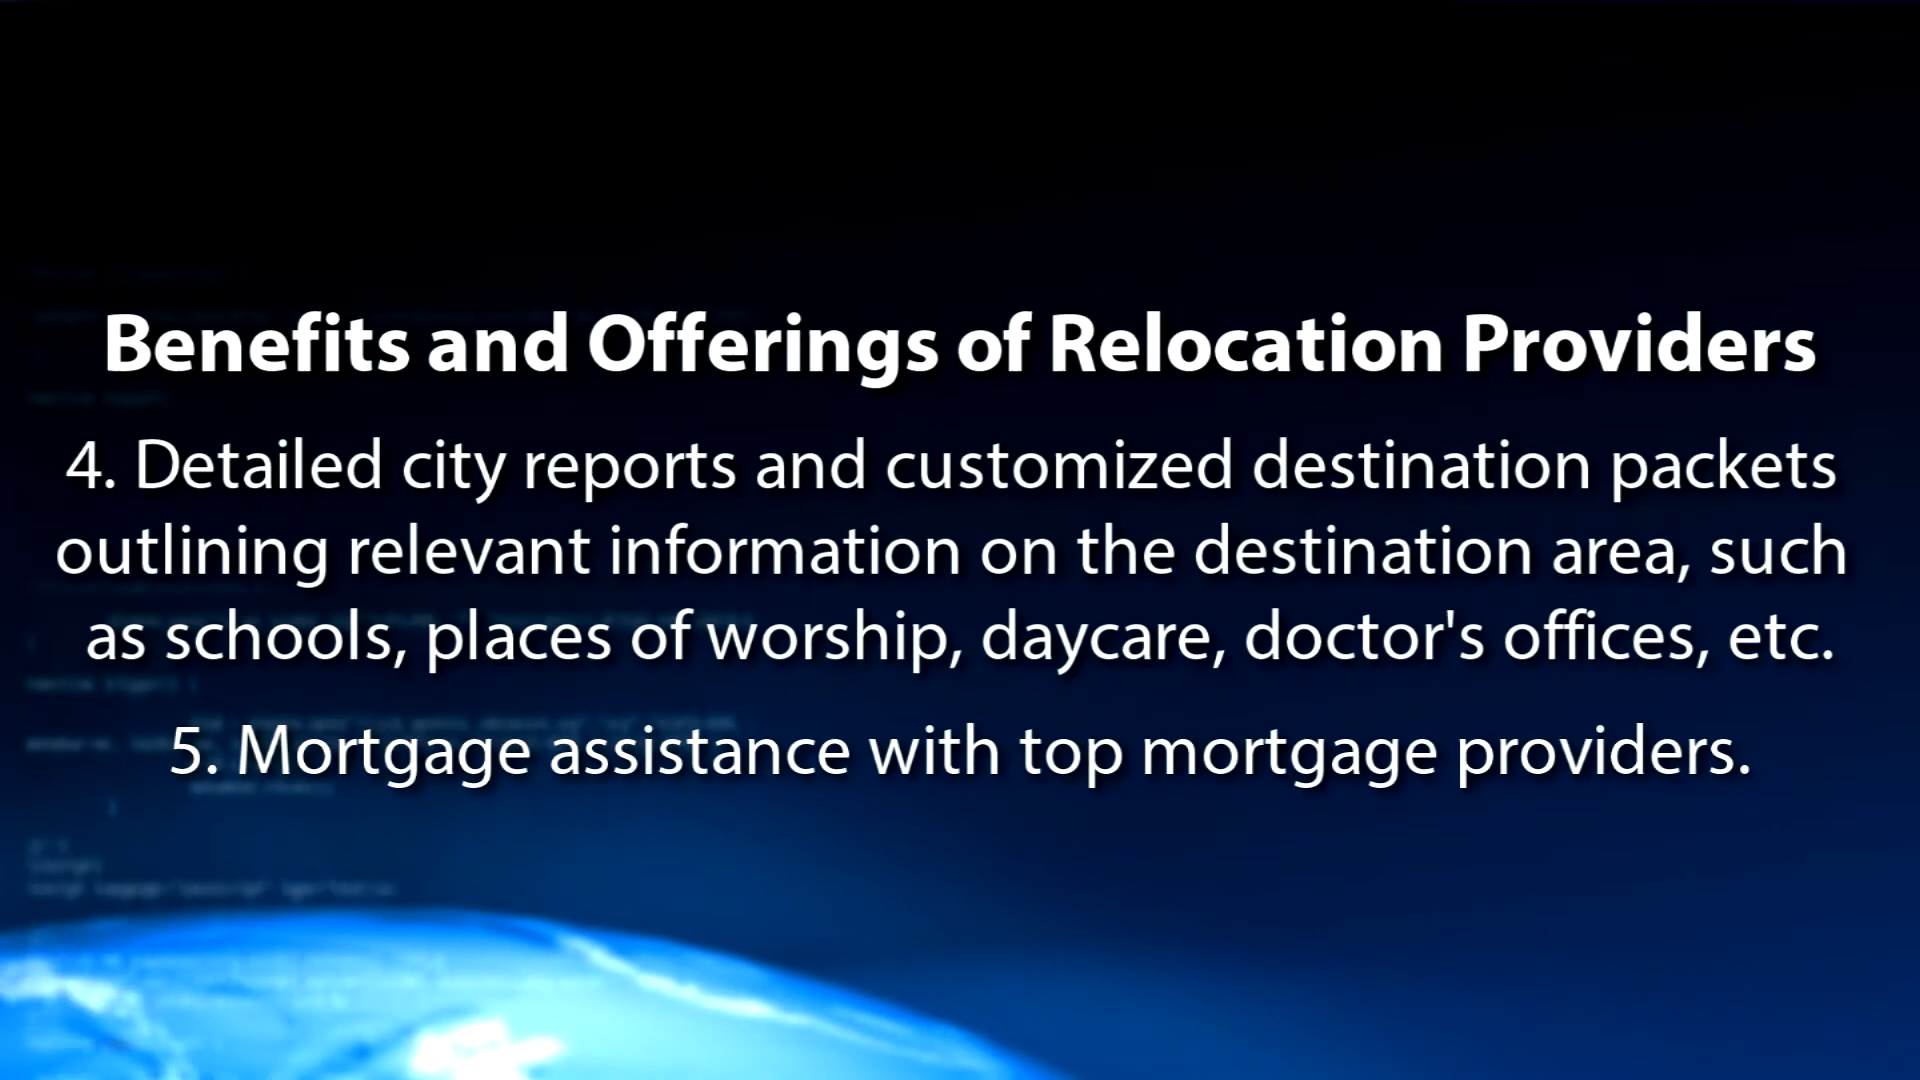 Benefits and Offerings of Relocation Providers
4. Detailed city reports and customized destination packets
outlining relevant information on the destination area, such
as schools, places of worship, daycare, doctor's offices, etc.
5. Mortgage assistance with top mortgage providers.